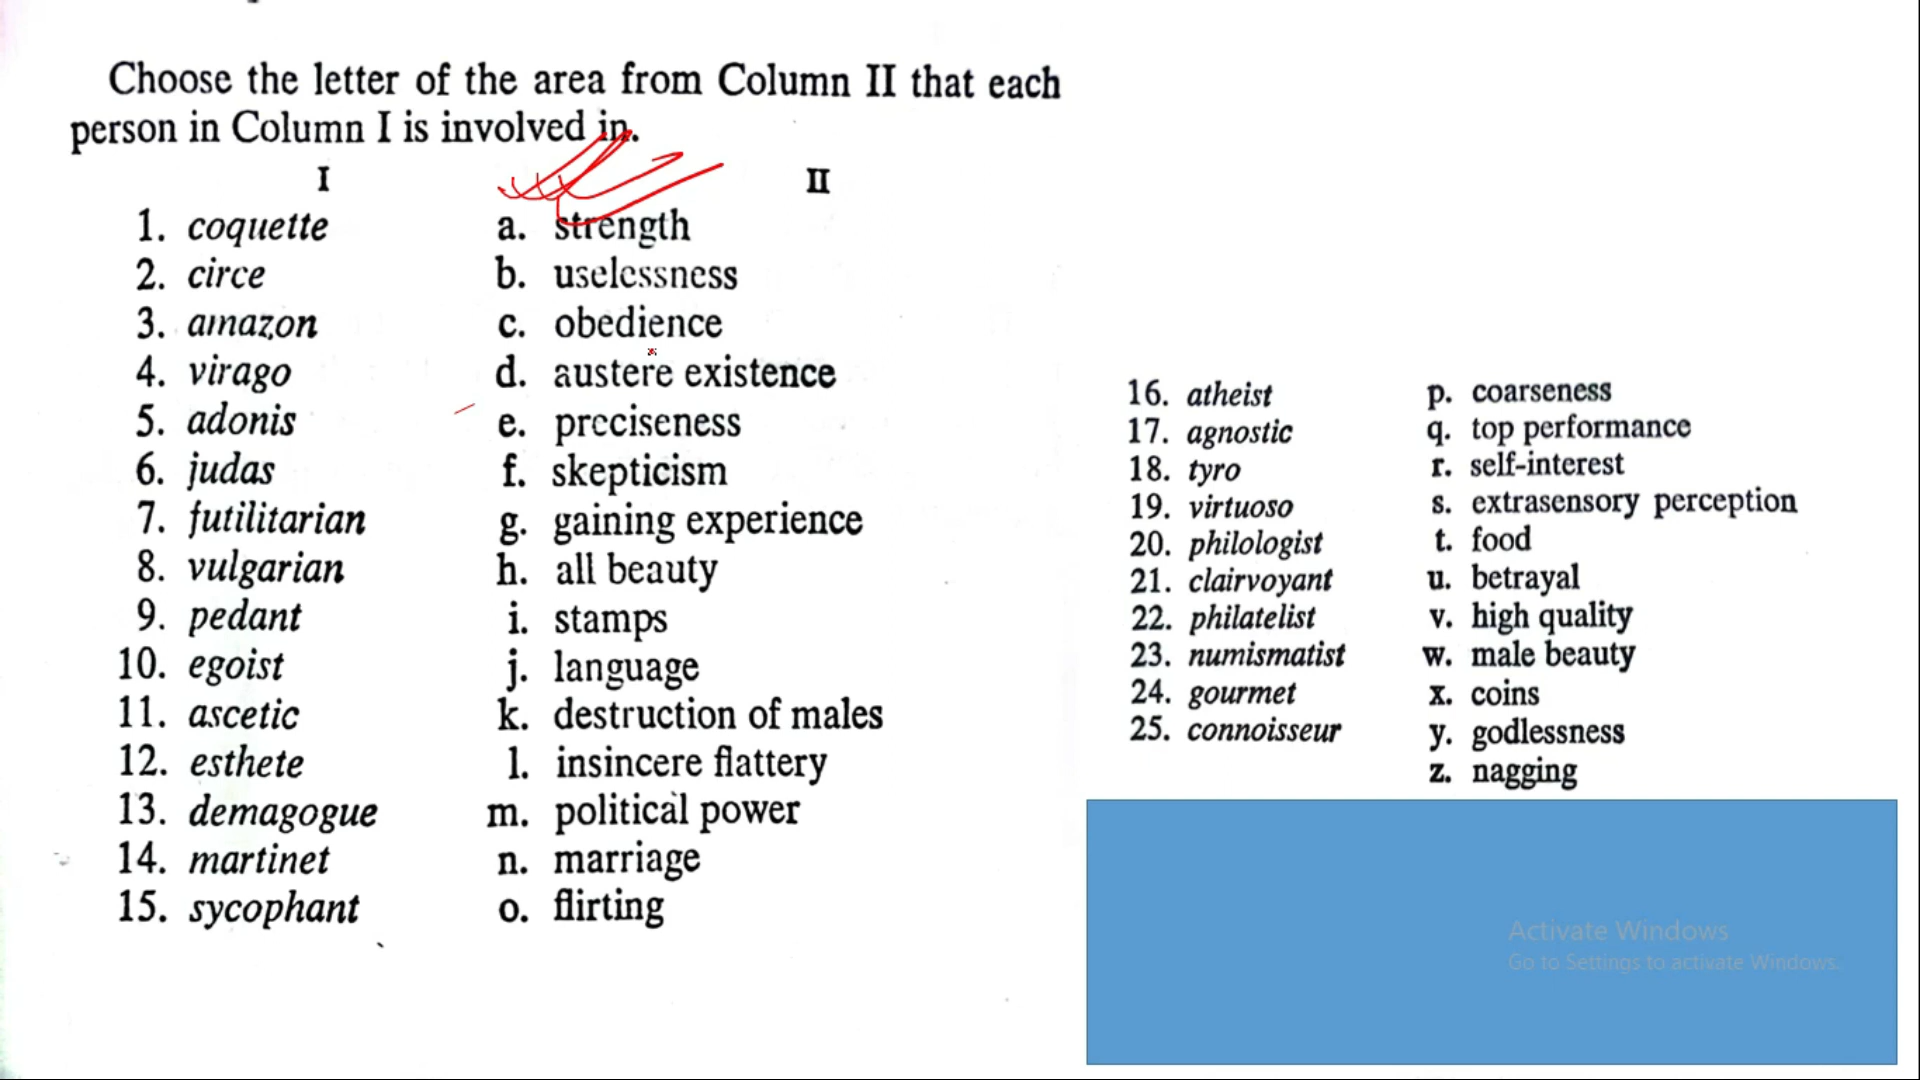 Choose the letter of the area from Column II that each
person in Column I is involved in.
I II
1. coquette a. strength
2. circe b. uselessness
3. amazon c. obedience
4. virago d. austere existence
5. adonis e. preciseness
6. judas f. skepticism
7. futilitarian g. gaining experience
8. vulgarian h. all beauty
9. pedant i. stamps
10. egoist j. language
11. ascetic k. destruction of males
12. esthete l. insincere flattery
13. demagogue m. political power
14. martinet n. marriage
15. sycophant o. flirting
16. atheist p. coarseness
17. agnostic q. top performance
18. tyro r. self-interest
19. virtuoso s. extrasensory perception
20. philologist t. food
21. clairvoyant u. betrayal
22. philatelist v. high quality
23. numismatist w. male beauty
24. gourmet x. coins
25. connoisseur y. godlessness
z. nagging
Activate Windows
Go to Settings to activate Windows.